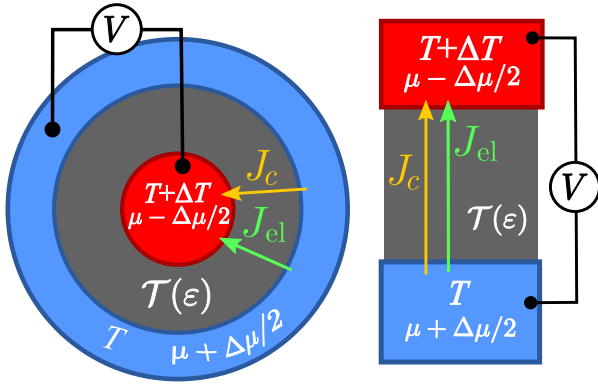 V
T+ΔT
μ − Δμ/2
J_c
J_el
𝒯(ε)
T
μ + Δμ/2
T+ΔT
μ − Δμ/2
J_c
J_el
V
𝒯(ε)
T
μ + Δμ/2